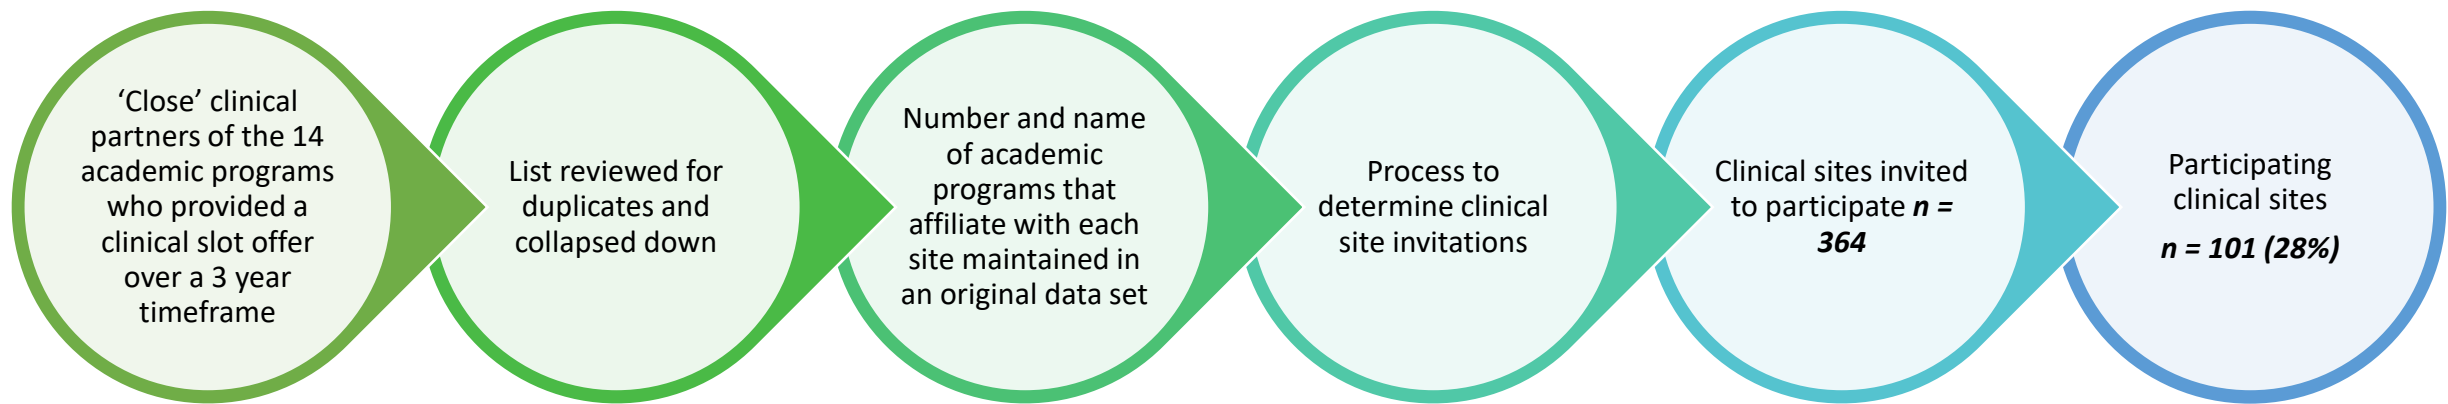 ‘Close’ clinical
partners of the 14
academic programs
who provided a
clinical slot offer
over a 3 year
timeframe
List reviewed for
duplicates and
collapsed down
Number and name
of academic
programs that
affiliate with each
site maintained in
an original data set
Process to
determine clinical
site invitations
Clinical sites invited
to participate n =
364
Participating
clinical sites
n = 101 (28%)